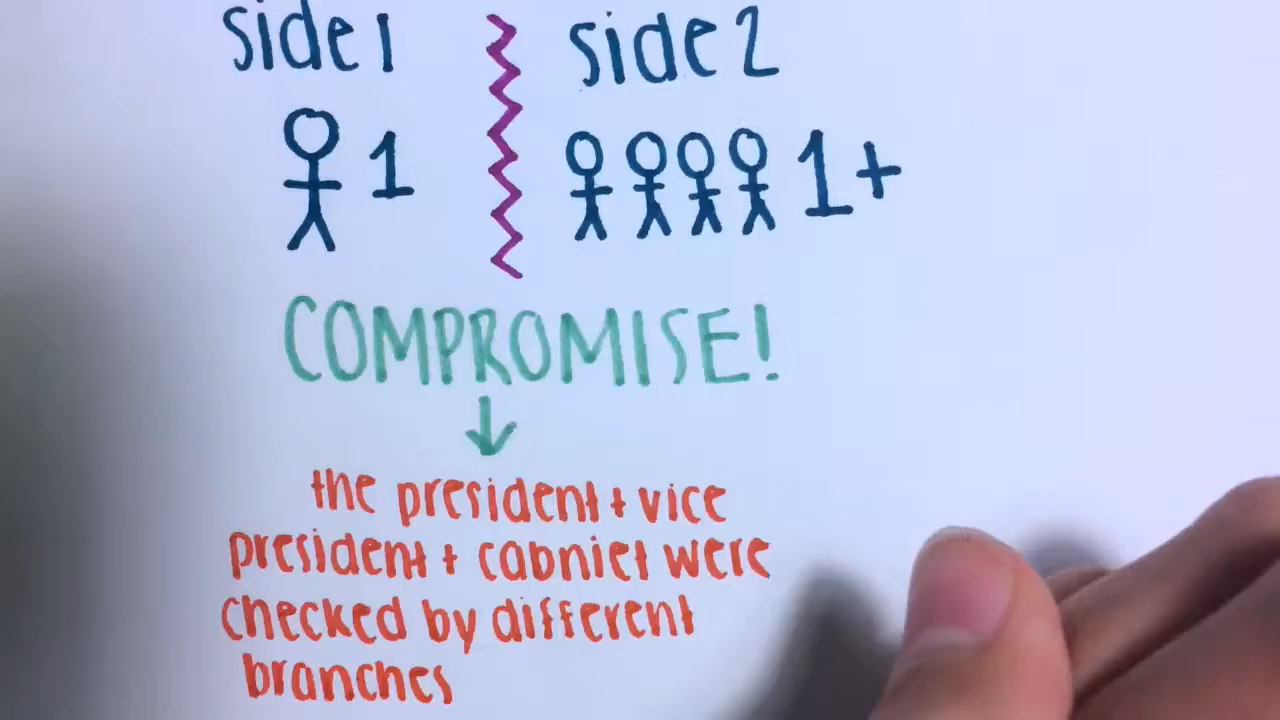 side 1 side 2
1 1+
COMPROMISE!
the president + vice
president + cabniet were
checked by different
branches